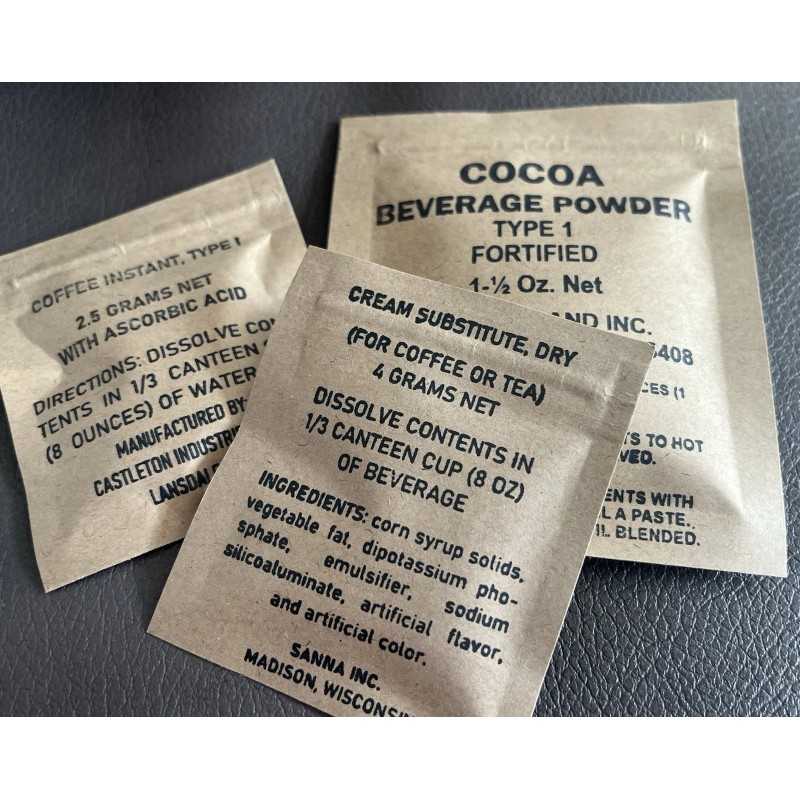 COFFEE INSTANT, TYPE I
2.5 GRAMS NET
WITH ASCORBIC ACID
DIRECTIONS: DISSOLVE CON
TENTS IN 1/3 CANTEEN
(8 OUNCES) OF WATER
MANUFACTURED BY:
CASTLETON INDUSTRI
LANSDAL
COCOA
BEVERAGE POWDER
TYPE 1
FORTIFIED
1-½ Oz. Net
AND INC.
5408
CES (1
TS TO HOT
VED.
ENTS WITH
L A PASTE.
IL BLENDED.
CREAM SUBSTITUTE, DRY
(FOR COFFEE OR TEA)
4 GRAMS NET
DISSOLVE CONTENTS IN
1/3 CANTEEN CUP (8 OZ)
OF BEVERAGE
INGREDIENTS: corn syrup solids,
vegetable fat, dipotassium pho-
sphate, emulsifier, sodium
silicoaluminate, artificial flavor,
and artificial color.
SANNA INC.
MADISON, WISCONSIN